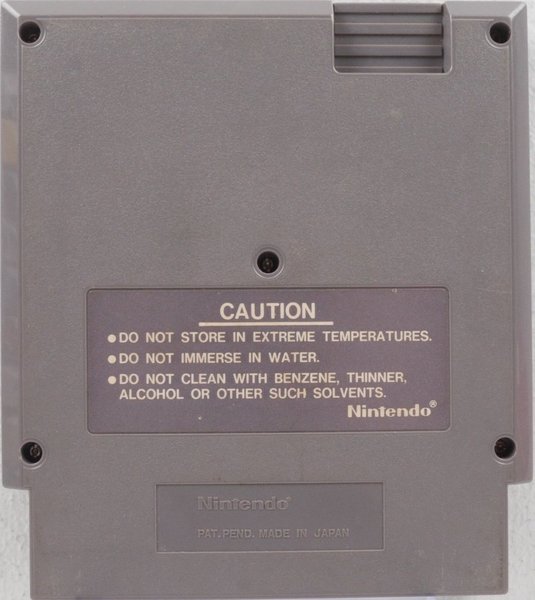 CAUTION
●DO NOT STORE IN EXTREME TEMPERATURES.
●DO NOT IMMERSE IN WATER.
●DO NOT CLEAN WITH BENZENE, THINNER,
ALCOHOL OR OTHER SUCH SOLVENTS.
Nintendo®
Nintendo®
PAT. PEND. MADE IN JAPAN